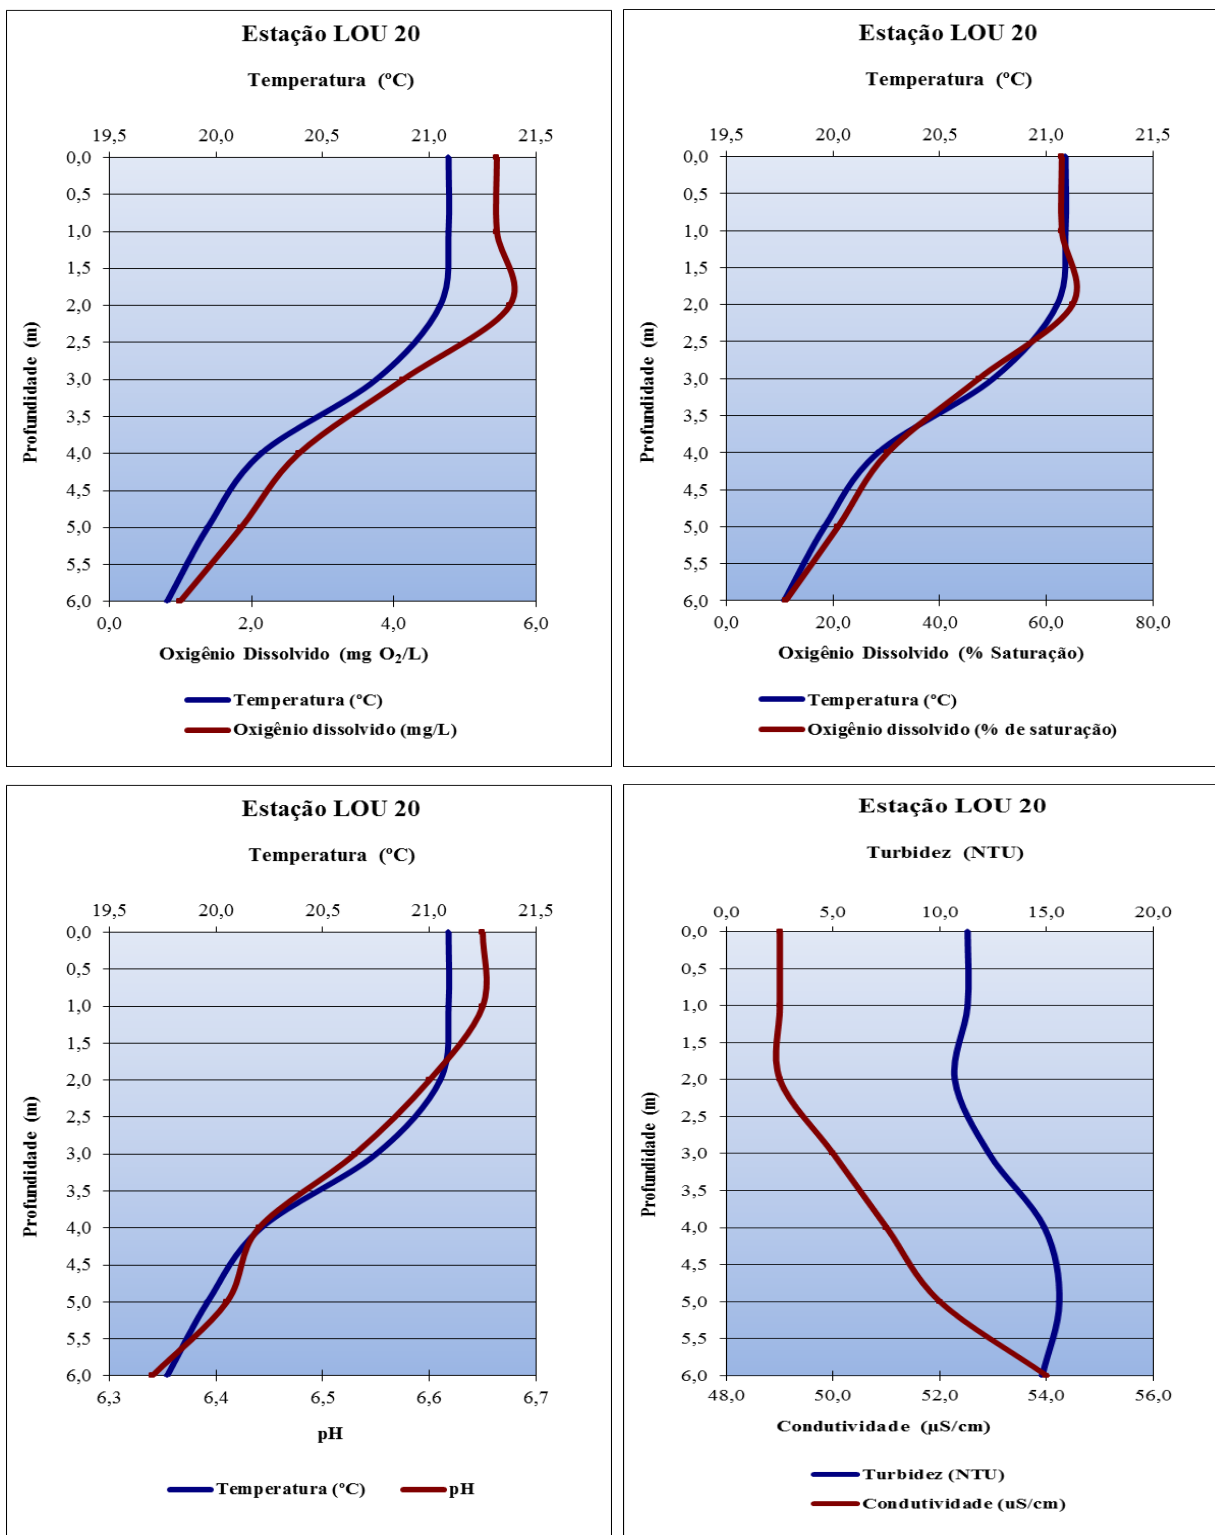 Estação LOU 20
Temperatura (ºC)
19,5 20,0 20,5 21,0 21,5
0,0
0,5
1,0
1,5
2,0
2,5
3,0
3,5
4,0
4,5
5,0
5,5
6,0
Profundidade (m)
0,0 2,0 4,0 6,0
Oxigênio Dissolvido (mg O₂/L)
Temperatura (ºC)
Oxigênio dissolvido (mg/L)
Estação LOU 20
Temperatura (ºC)
19,5 20,0 20,5 21,0 21,5
0,0
0,5
1,0
1,5
2,0
2,5
3,0
3,5
4,0
4,5
5,0
5,5
6,0
Profundidade (m)
0,0 20,0 40,0 60,0 80,0
Oxigênio Dissolvido (% Saturação)
Temperatura (ºC)
Oxigênio dissolvido (% de saturação)
Estação LOU 20
Temperatura (ºC)
19,5 20,0 20,5 21,0 21,5
0,0
0,5
1,0
1,5
2,0
2,5
3,0
3,5
4,0
4,5
5,0
5,5
6,0
Profundidade (m)
6,3 6,4 6,5 6,6 6,7
pH
Temperatura (ºC) pH
Estação LOU 20
Turbidez (NTU)
0,0 5,0 10,0 15,0 20,0
0,0
0,5
1,0
1,5
2,0
2,5
3,0
3,5
4,0
4,5
5,0
5,5
6,0
Profundidade (m)
48,0 50,0 52,0 54,0 56,0
Condutividade (µS/cm)
Turbidez (NTU)
Condutividade (uS/cm)